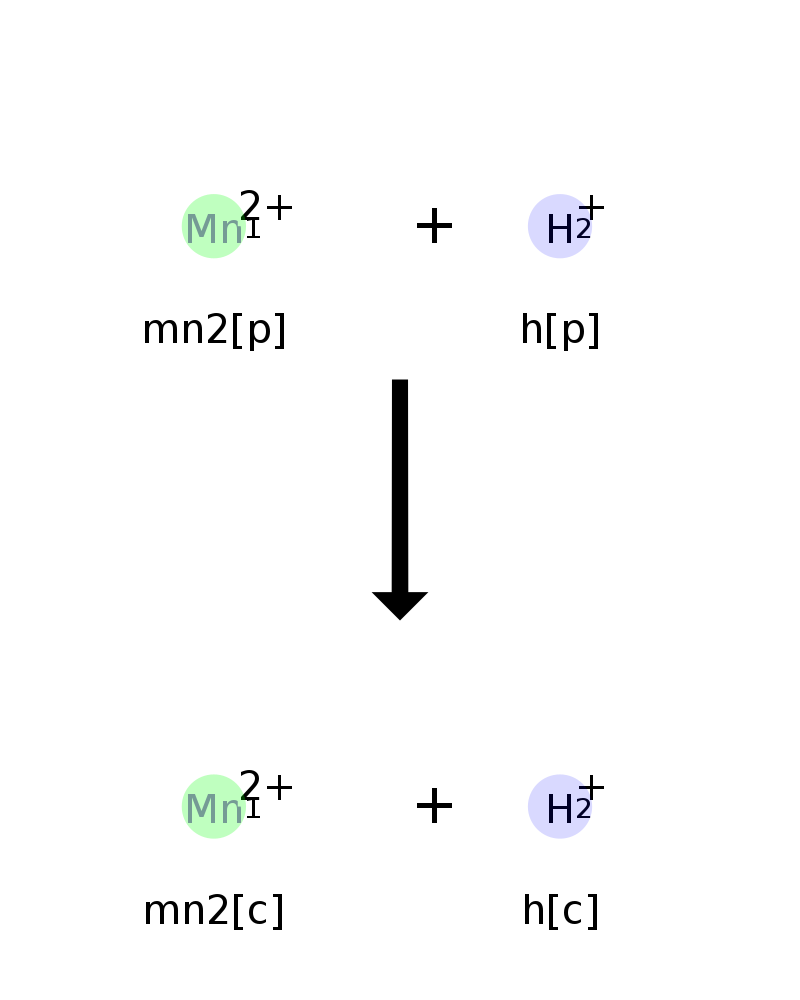 Mn1 2+ + H2 +
mn2[p] h[p]
Mn1 2+ + H2 +
mn2[c] h[c]